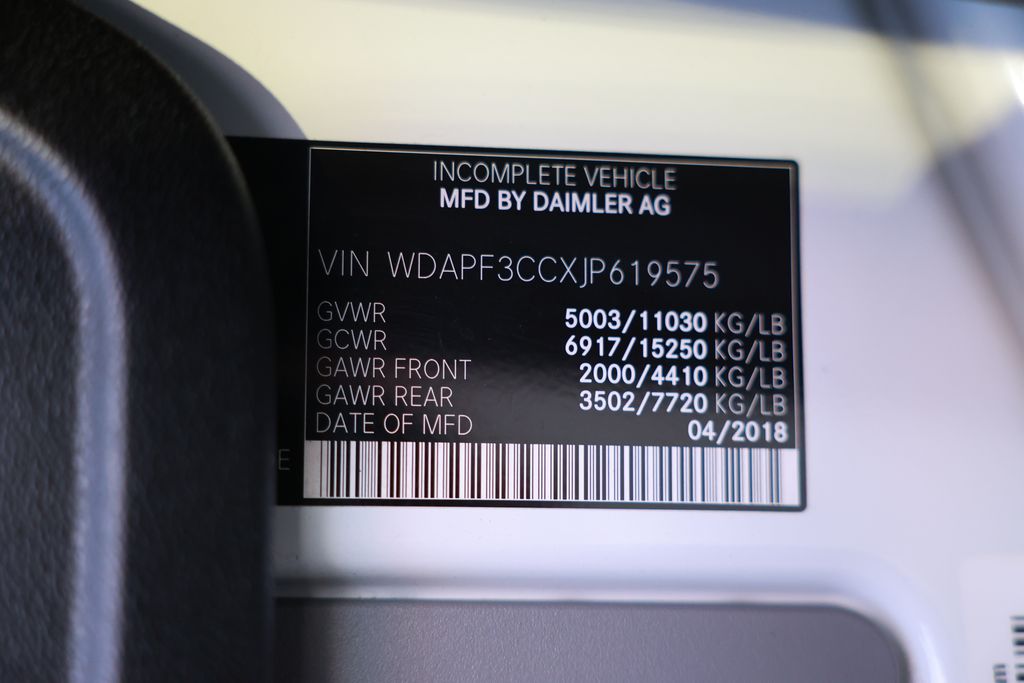 INCOMPLETE VEHICLE
MFD BY DAIMLER AG
VIN WDAPF3CCXJP619575
GVWR 5003/11030 KG/LB
GCWR 6917/15250 KG/LB
GAWR FRONT 2000/4410 KG/LB
GAWR REAR 3502/7720 KG/LB
DATE OF MFD 04/2018
E
m